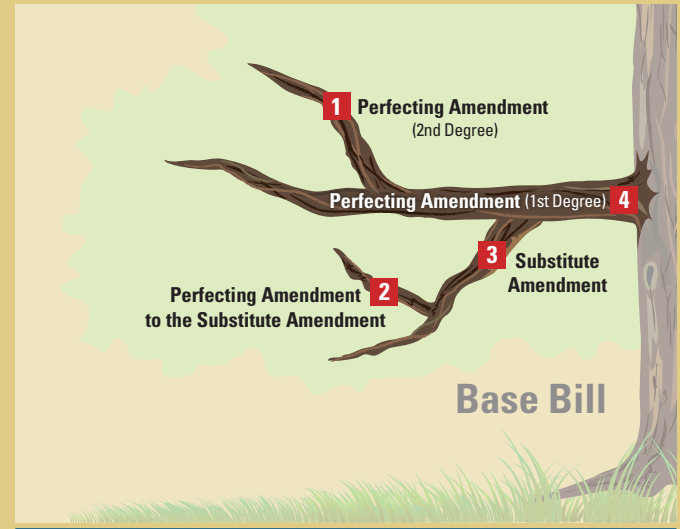 1 Perfecting Amendment
(2nd Degree)
Perfecting Amendment (1st Degree) 4
3 Substitute
Amendment
Perfecting Amendment 2
to the Substitute Amendment
Base Bill